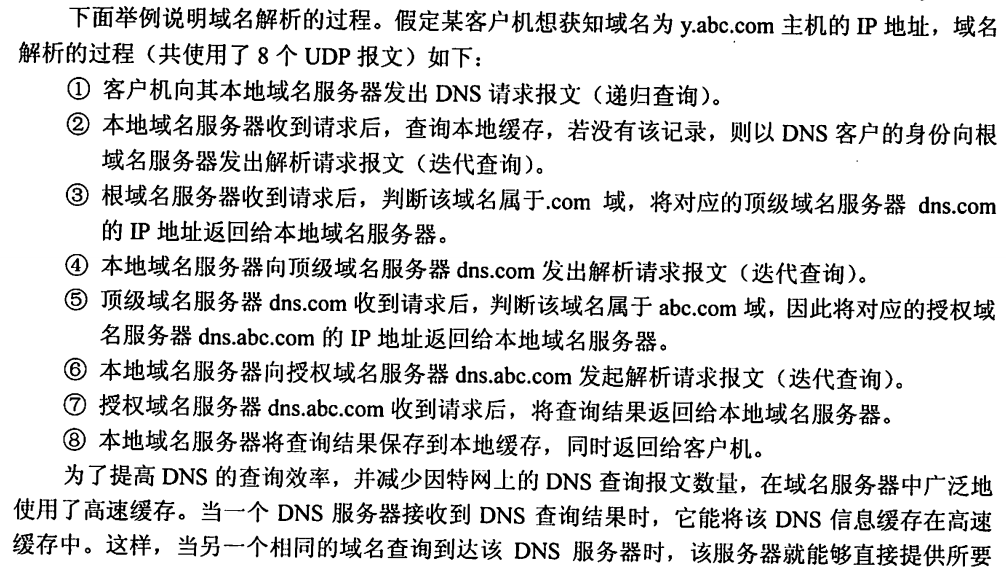 下面举例说明域名解析的过程。假定某客户机想获知域名为 y.abc.com 主机的 IP 地址，域名
解析的过程（共使用了 8 个 UDP 报文）如下：
① 客户机向其本地域名服务器发出 DNS 请求报文（递归查询）。
② 本地域名服务器收到请求后，查询本地缓存，若没有该记录，则以 DNS 客户的身份向根
域名服务器发出解析请求报文（迭代查询）。
③ 根域名服务器收到请求后，判断该域名属于.com 域，将对应的顶级域名服务器 dns.com
的 IP 地址返回给本地域名服务器。
④ 本地域名服务器向顶级域名服务器 dns.com 发出解析请求报文（迭代查询）。
⑤ 顶级域名服务器 dns.com 收到请求后，判断该域名属于 abc.com 域，因此将对应的授权域
名服务器 dns.abc.com 的 IP 地址返回给本地域名服务器。
⑥ 本地域名服务器向授权域名服务器 dns.abc.com 发起解析请求报文（迭代查询）。
⑦ 授权域名服务器 dns.abc.com 收到请求后，将查询结果返回给本地域名服务器。
⑧ 本地域名服务器将查询结果保存到本地缓存，同时返回给客户机。
为了提高 DNS 的查询效率，并减少因特网上的 DNS 查询报文数量，在域名服务器中广泛地
使用了高速缓存。当一个 DNS 服务器接收到 DNS 查询结果时，它能将该 DNS 信息缓存在高速
缓存中。这样，当另一个相同的域名查询到达该 DNS 服务器时，该服务器就能够直接提供所要